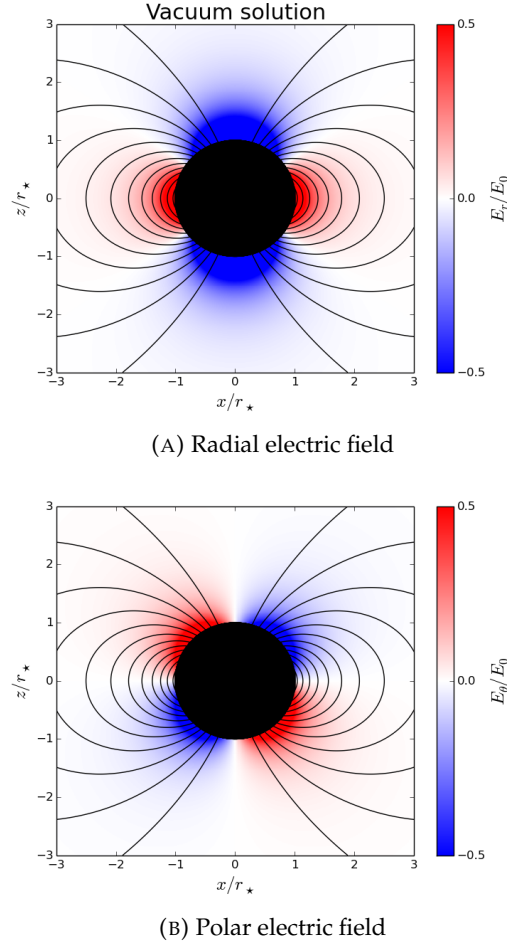 Vacuum solution
3
2
1
0
−1
−2
−3
z/r⋆
−3 −2 −1 0 1 2 3
x/r⋆
0.5
0.0
−0.5
E_r/E_0
(A) Radial electric field
3
2
1
0
−1
−2
−3
z/r⋆
−3 −2 −1 0 1 2 3
x/r⋆
0.5
0.0
−0.5
E_θ/E_0
(B) Polar electric field